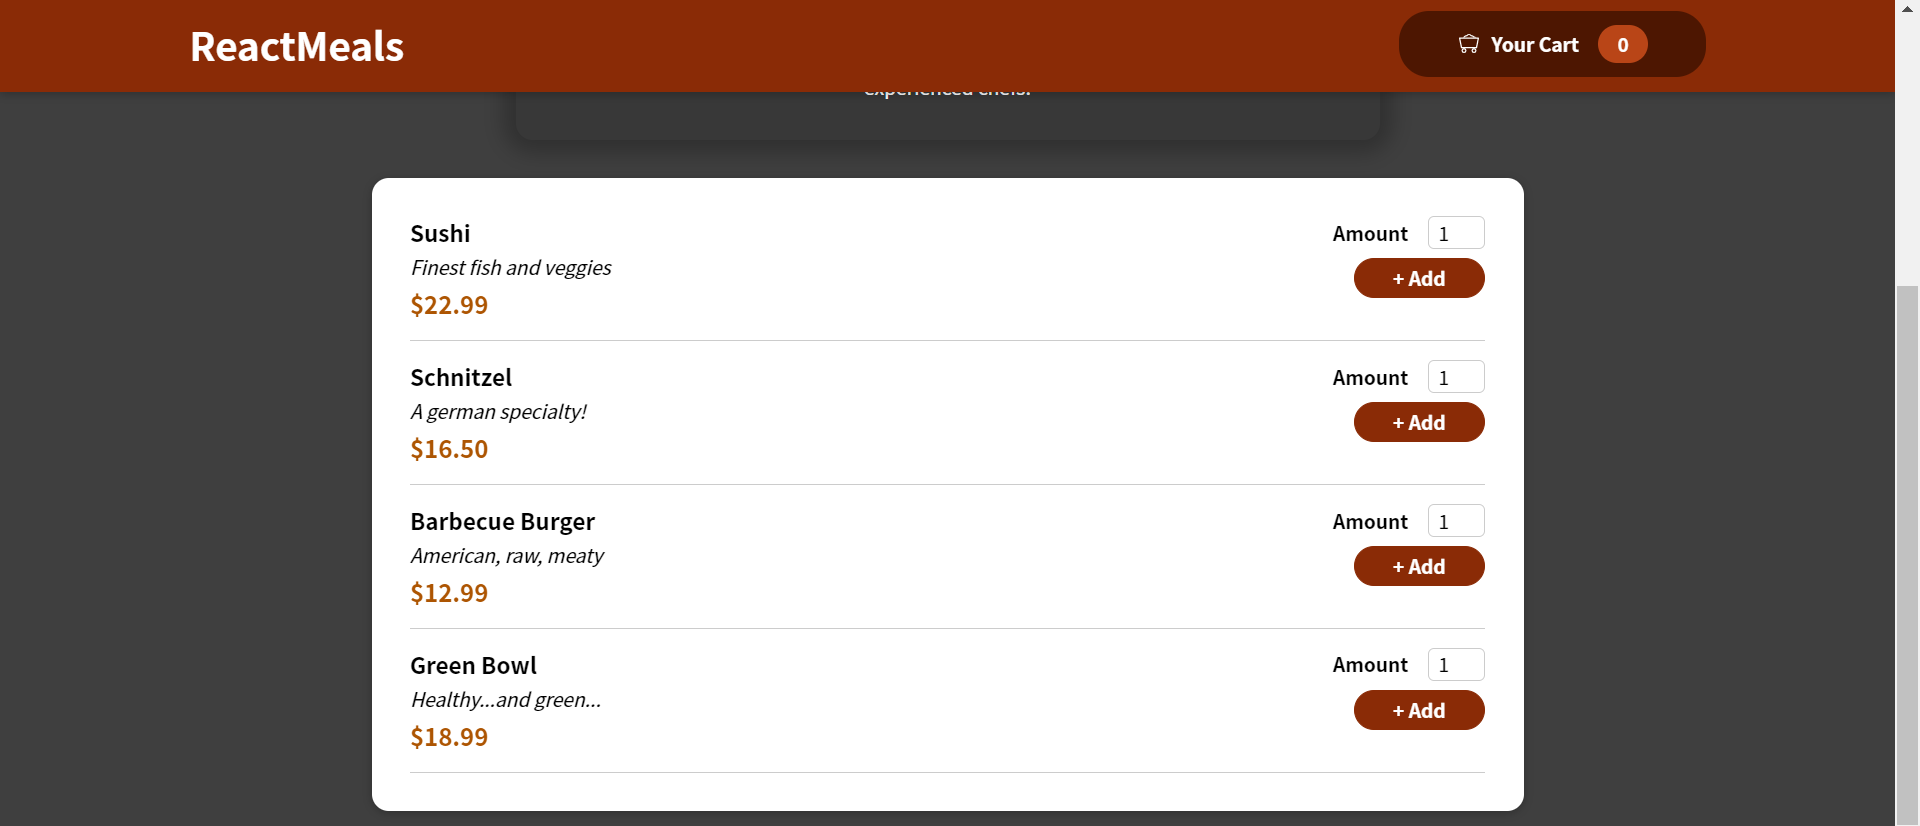 ReactMeals
Your Cart 0
experienced chefs.
Sushi
Finest fish and veggies
$22.99
Amount 1
+ Add
Schnitzel
A german specialty!
$16.50
Amount 1
+ Add
Barbecue Burger
American, raw, meaty
$12.99
Amount 1
+ Add
Green Bowl
Healthy...and green...
$18.99
Amount 1
+ Add